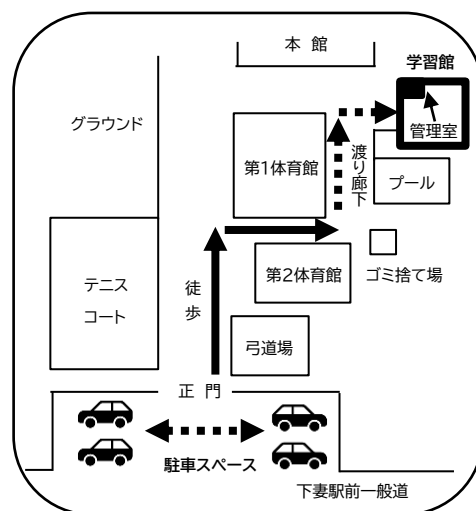 本 館
学習館
グラウンド
管理室
第1体育館
渡り廊下
プール
テニス
コート
徒歩
第2体育館
ゴミ捨て場
弓道場
正 門
駐車スペース
下妻駅前一般道